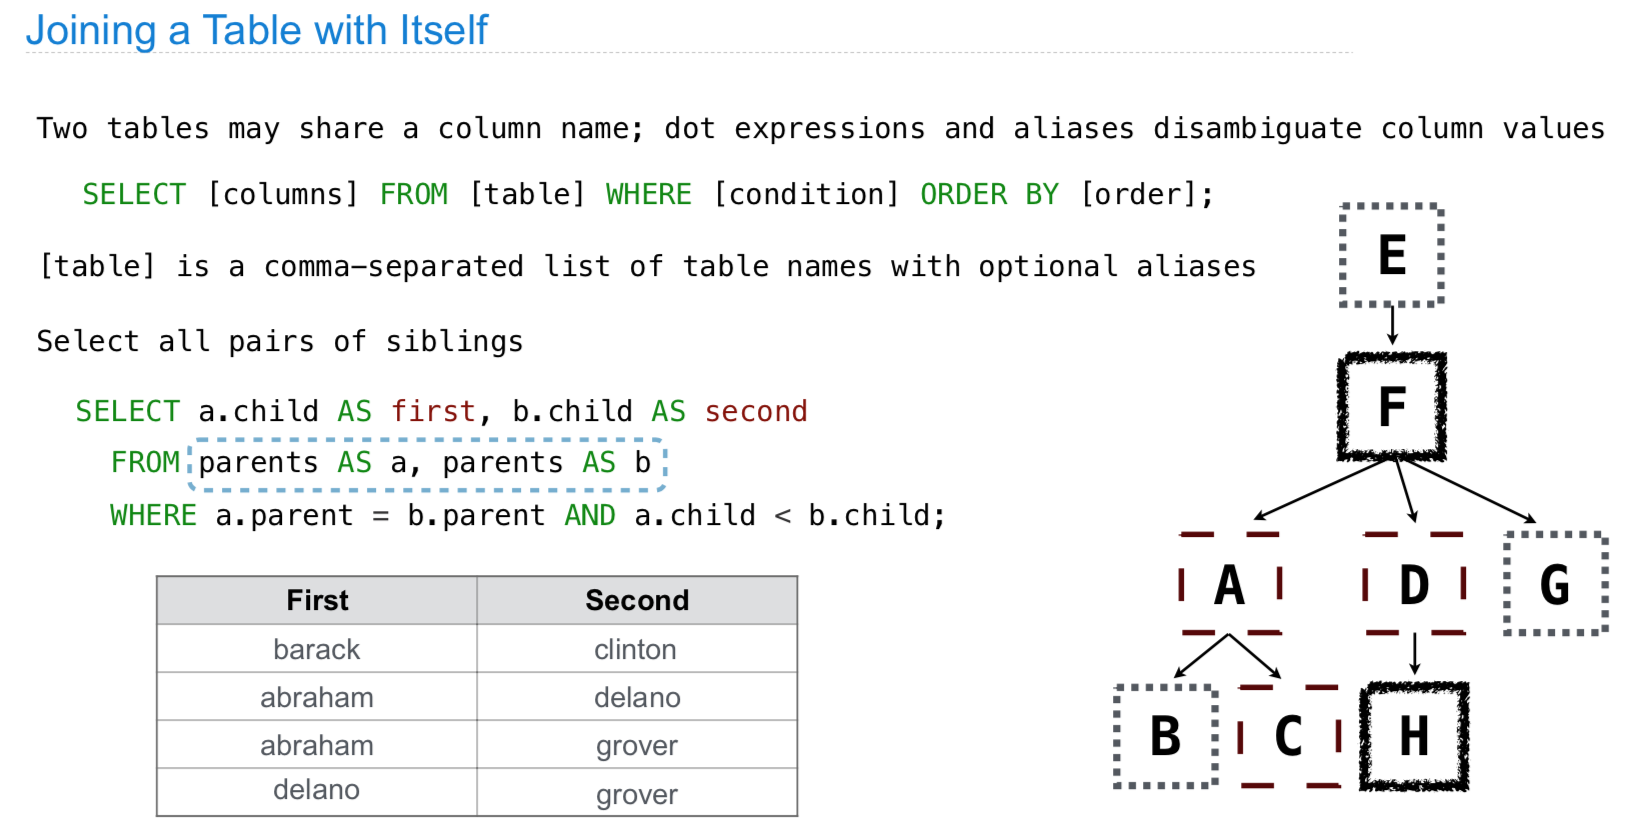 Joining a Table with Itself
Two tables may share a column name; dot expressions and aliases disambiguate column values
SELECT [columns] FROM [table] WHERE [condition] ORDER BY [order];
[table] is a comma-separated list of table names with optional aliases
Select all pairs of siblings
SELECT a.child AS first, b.child AS second
FROM parents AS a, parents AS b
WHERE a.parent = b.parent AND a.child < b.child;
First Second
barack clinton
abraham delano
abraham grover
delano grover
E
F
A D G
B C H